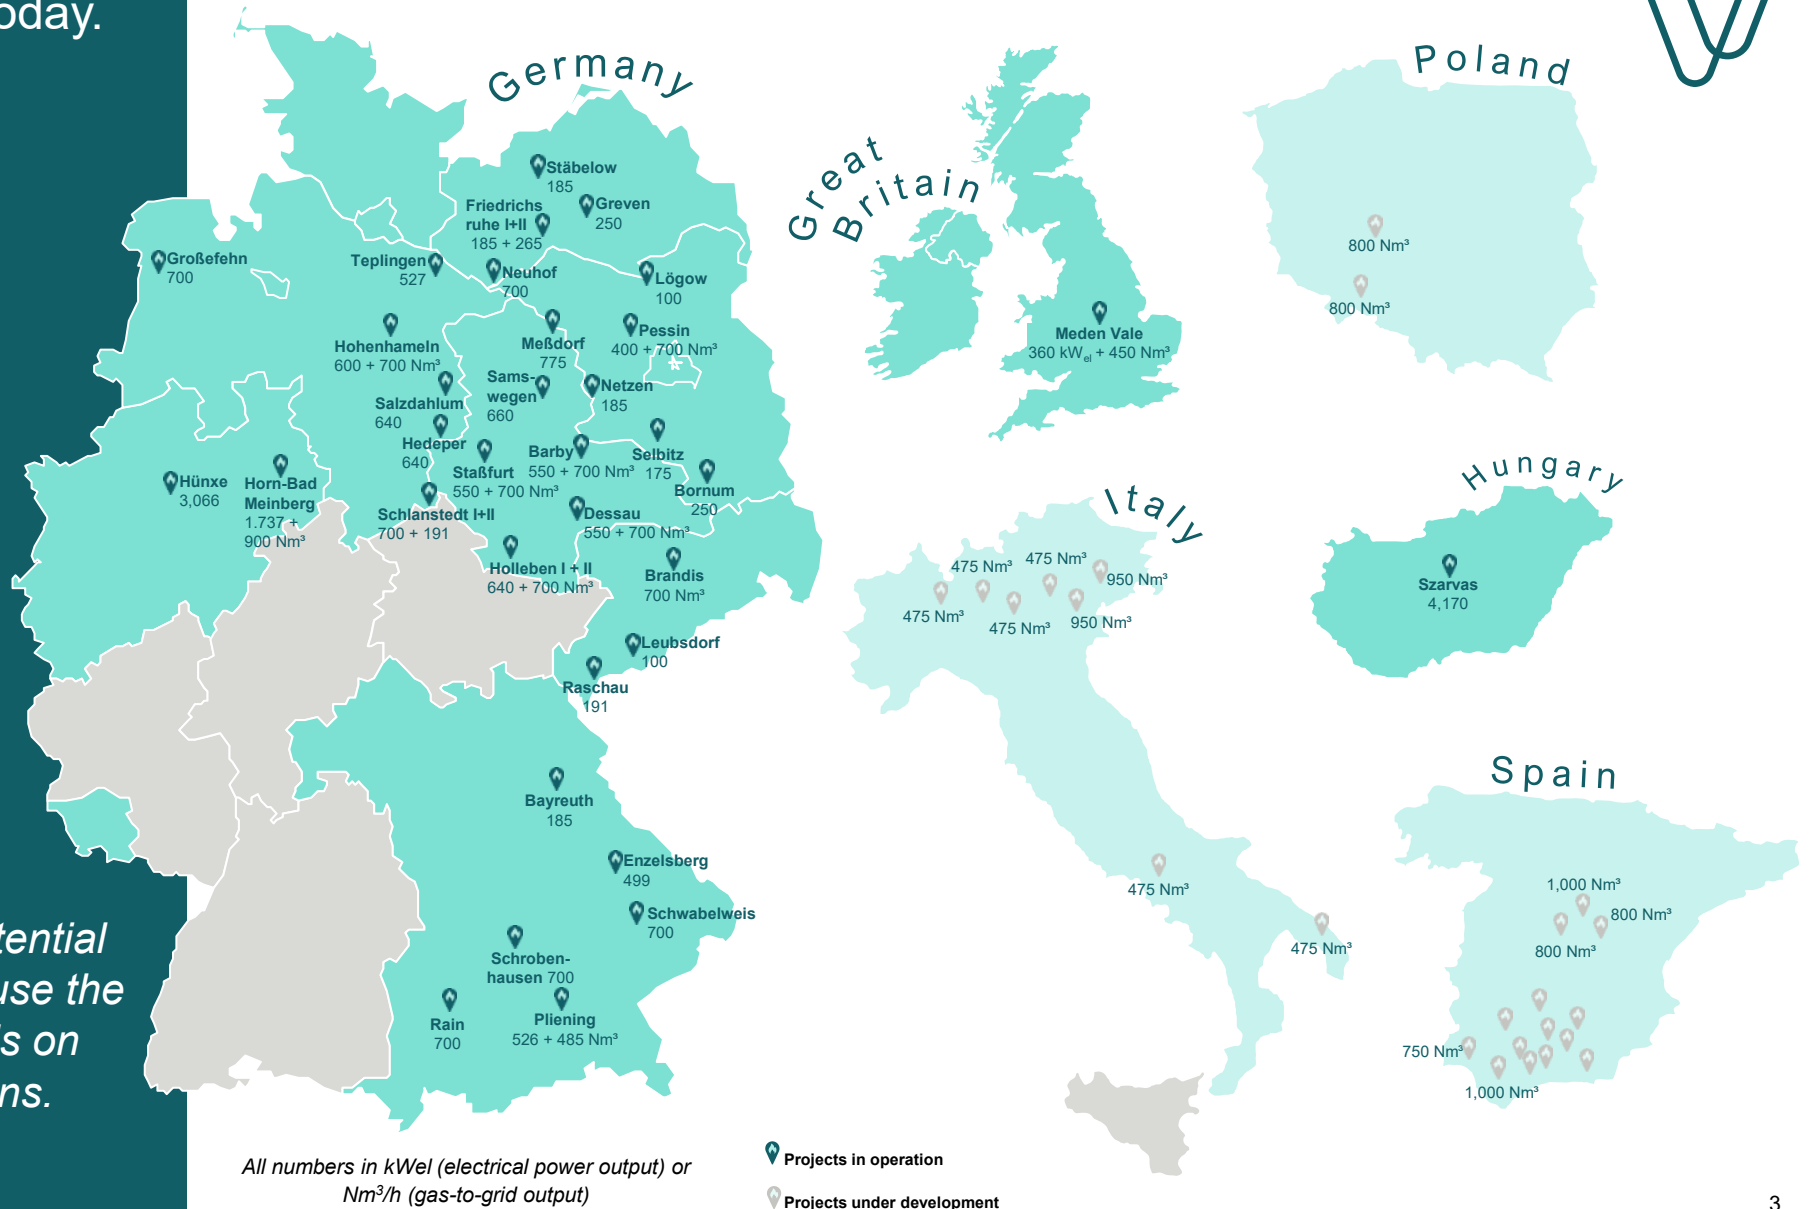 oday.
tential
use the
is on
ns.
Germany
Stäbelow
185
Greven
250
Friedrichs
ruhe I+II
185 + 265
Großefehn
700
Teplingen
527
Neuhof
700
Lögow
100
Hohenhameln
600 + 700 Nm³
Meßdorf
775
Pessin
400 + 700 Nm³
Sams-
wegen
660
Netzen
185
Salzdahlum
640
Hedeper
640
Staßfurt
550 + 700 Nm³
Barby
550 + 700 Nm³
Selbitz
175
Bornum
250
Hünxe
3,066
Horn-Bad
Meinberg
1.737 +
900 Nm³
Schlanstedt I+II
700 + 191
Dessau
550 + 700 Nm³
Holleben I + II
640 + 700 Nm³
Brandis
700 Nm³
Leubsdorf
100
Raschau
191
Bayreuth
185
Enzelsberg
499
Schwabelweis
700
Schroben-
hausen 700
Rain
700
Pliening
526 + 485 Nm³
Great
Britain
Meden Vale
360 kWel + 450 Nm³
Poland
800 Nm³
800 Nm³
Italy
475 Nm³
475 Nm³
475 Nm³
475 Nm³
950 Nm³
950 Nm³
475 Nm³
475 Nm³
Hungary
Szarvas
4,170
Spain
1,000 Nm³
800 Nm³
800 Nm³
750 Nm³
1,000 Nm³
All numbers in kWel (electrical power output) or
Nm³/h (gas-to-grid output)
Projects in operation
Projects under development
3